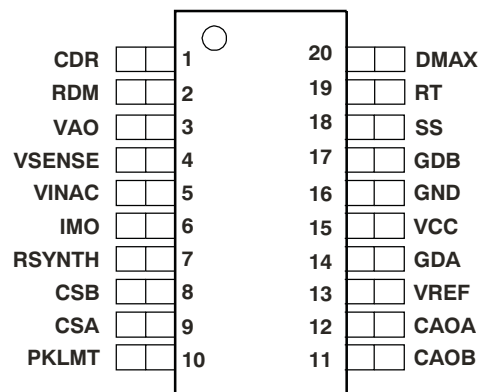 CDR 1 20 DMAX
RDM 2 19 RT
VAO 3 18 SS
VSENSE 4 17 GDB
VINAC 5 16 GND
IMO 6 15 VCC
RSYNTH 7 14 GDA
CSB 8 13 VREF
CSA 9 12 CAOA
PKLMT 10 11 CAOB